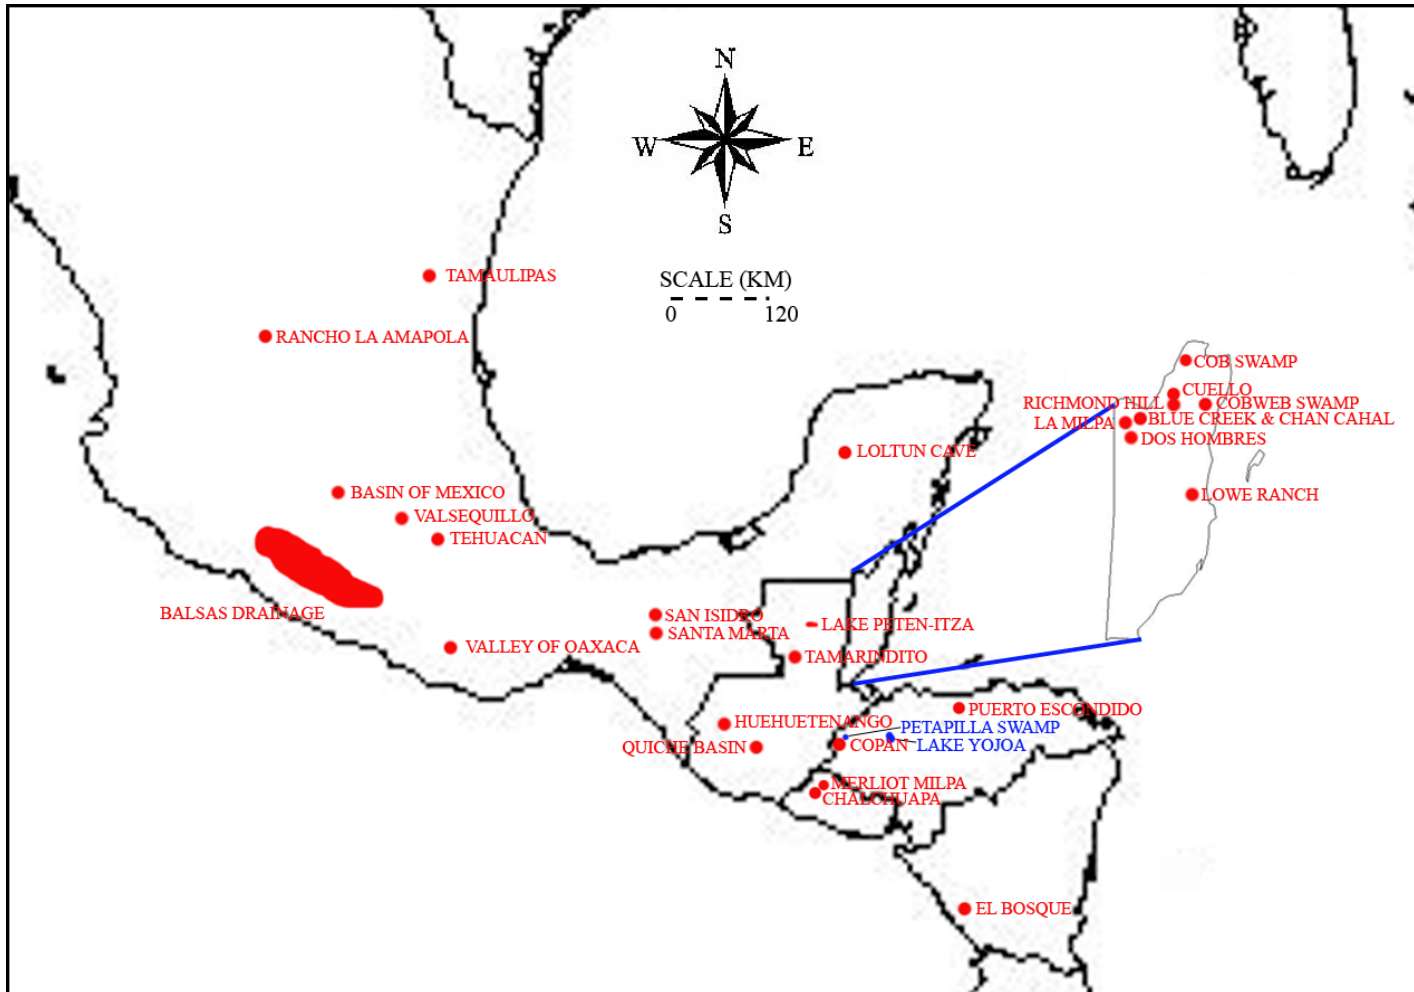 N
W E
S
TAMAULIPAS
SCALE (KM)
0 120
RANCHO LA AMAPOLA
COB SWAMP
CUELLO
RICHMOND HILL
COBWEB SWAMP
LA MILPA
BLUE CREEK & CHAN CAHAL
DOS HOMBRES
LOLTUN CAVE
BASIN OF MEXICO
LOWE RANCH
VALSEQUILLO
TEHUACAN
BALSAS DRAINAGE
SAN ISIDRO
LAKE PETEN-ITZA
SANTA MARTA
VALLEY OF OAXACA
TAMARINDITO
PUERTO ESCONDIDO
HUEHUETENANGO
PETAPILLA SWAMP
QUICHE BASIN
COPAN
LAKE YOJOA
MERLIOT MILPA
CHALCHUAPA
EL BOSQUE